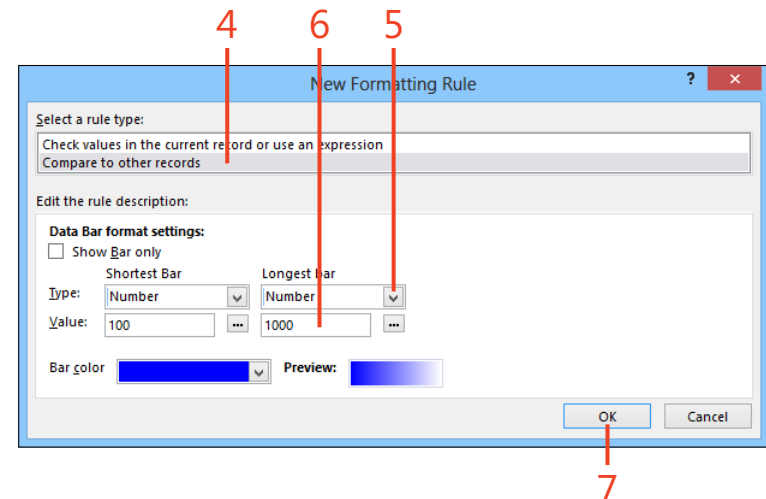 4 6 5
New Formatting Rule ? ×
Select a rule type:
Check values in the current record or use an expression
Compare to other records
Edit the rule description:
Data Bar format settings:
Show Bar only
Shortest Bar Longest bar
Type: Number Number
Value: 100 ... 1000 ...
Bar color Preview:
OK Cancel
7